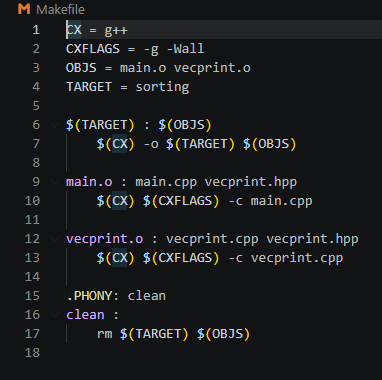 Makefile
1 CX = g++
2 CXFLAGS = -g -Wall
3 OBJS = main.o vecprint.o
4 TARGET = sorting
5
6 $(TARGET) : $(OBJS)
7 $(CX) -o $(TARGET) $(OBJS)
8
9 main.o : main.cpp vecprint.hpp
10 $(CX) $(CXFLAGS) -c main.cpp
11
12 vecprint.o : vecprint.cpp vecprint.hpp
13 $(CX) $(CXFLAGS) -c vecprint.cpp
14
15 .PHONY: clean
16 clean :
17 rm $(TARGET) $(OBJS)
18